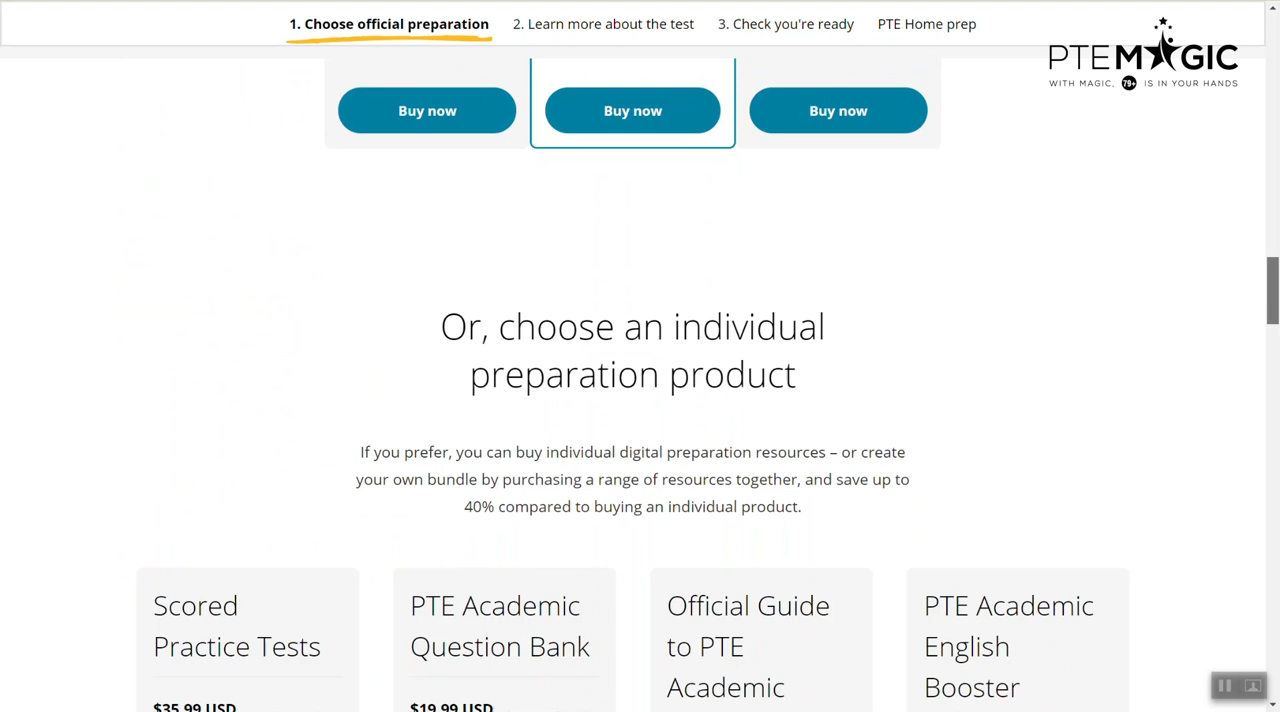 1. Choose official preparation 2. Learn more about the test 3. Check you're ready PTE Home prep
PTE MAGIC
WITH MAGIC, 79+ IS IN YOUR HANDS
Buy now Buy now Buy now
Or, choose an individual
preparation product
If you prefer, you can buy individual digital preparation resources – or create
your own bundle by purchasing a range of resources together, and save up to
40% compared to buying an individual product.
Scored
Practice Tests
$35.99 USD
PTE Academic
Question Bank
$19.99 USD
Official Guide
to PTE
Academic
PTE Academic
English
Booster